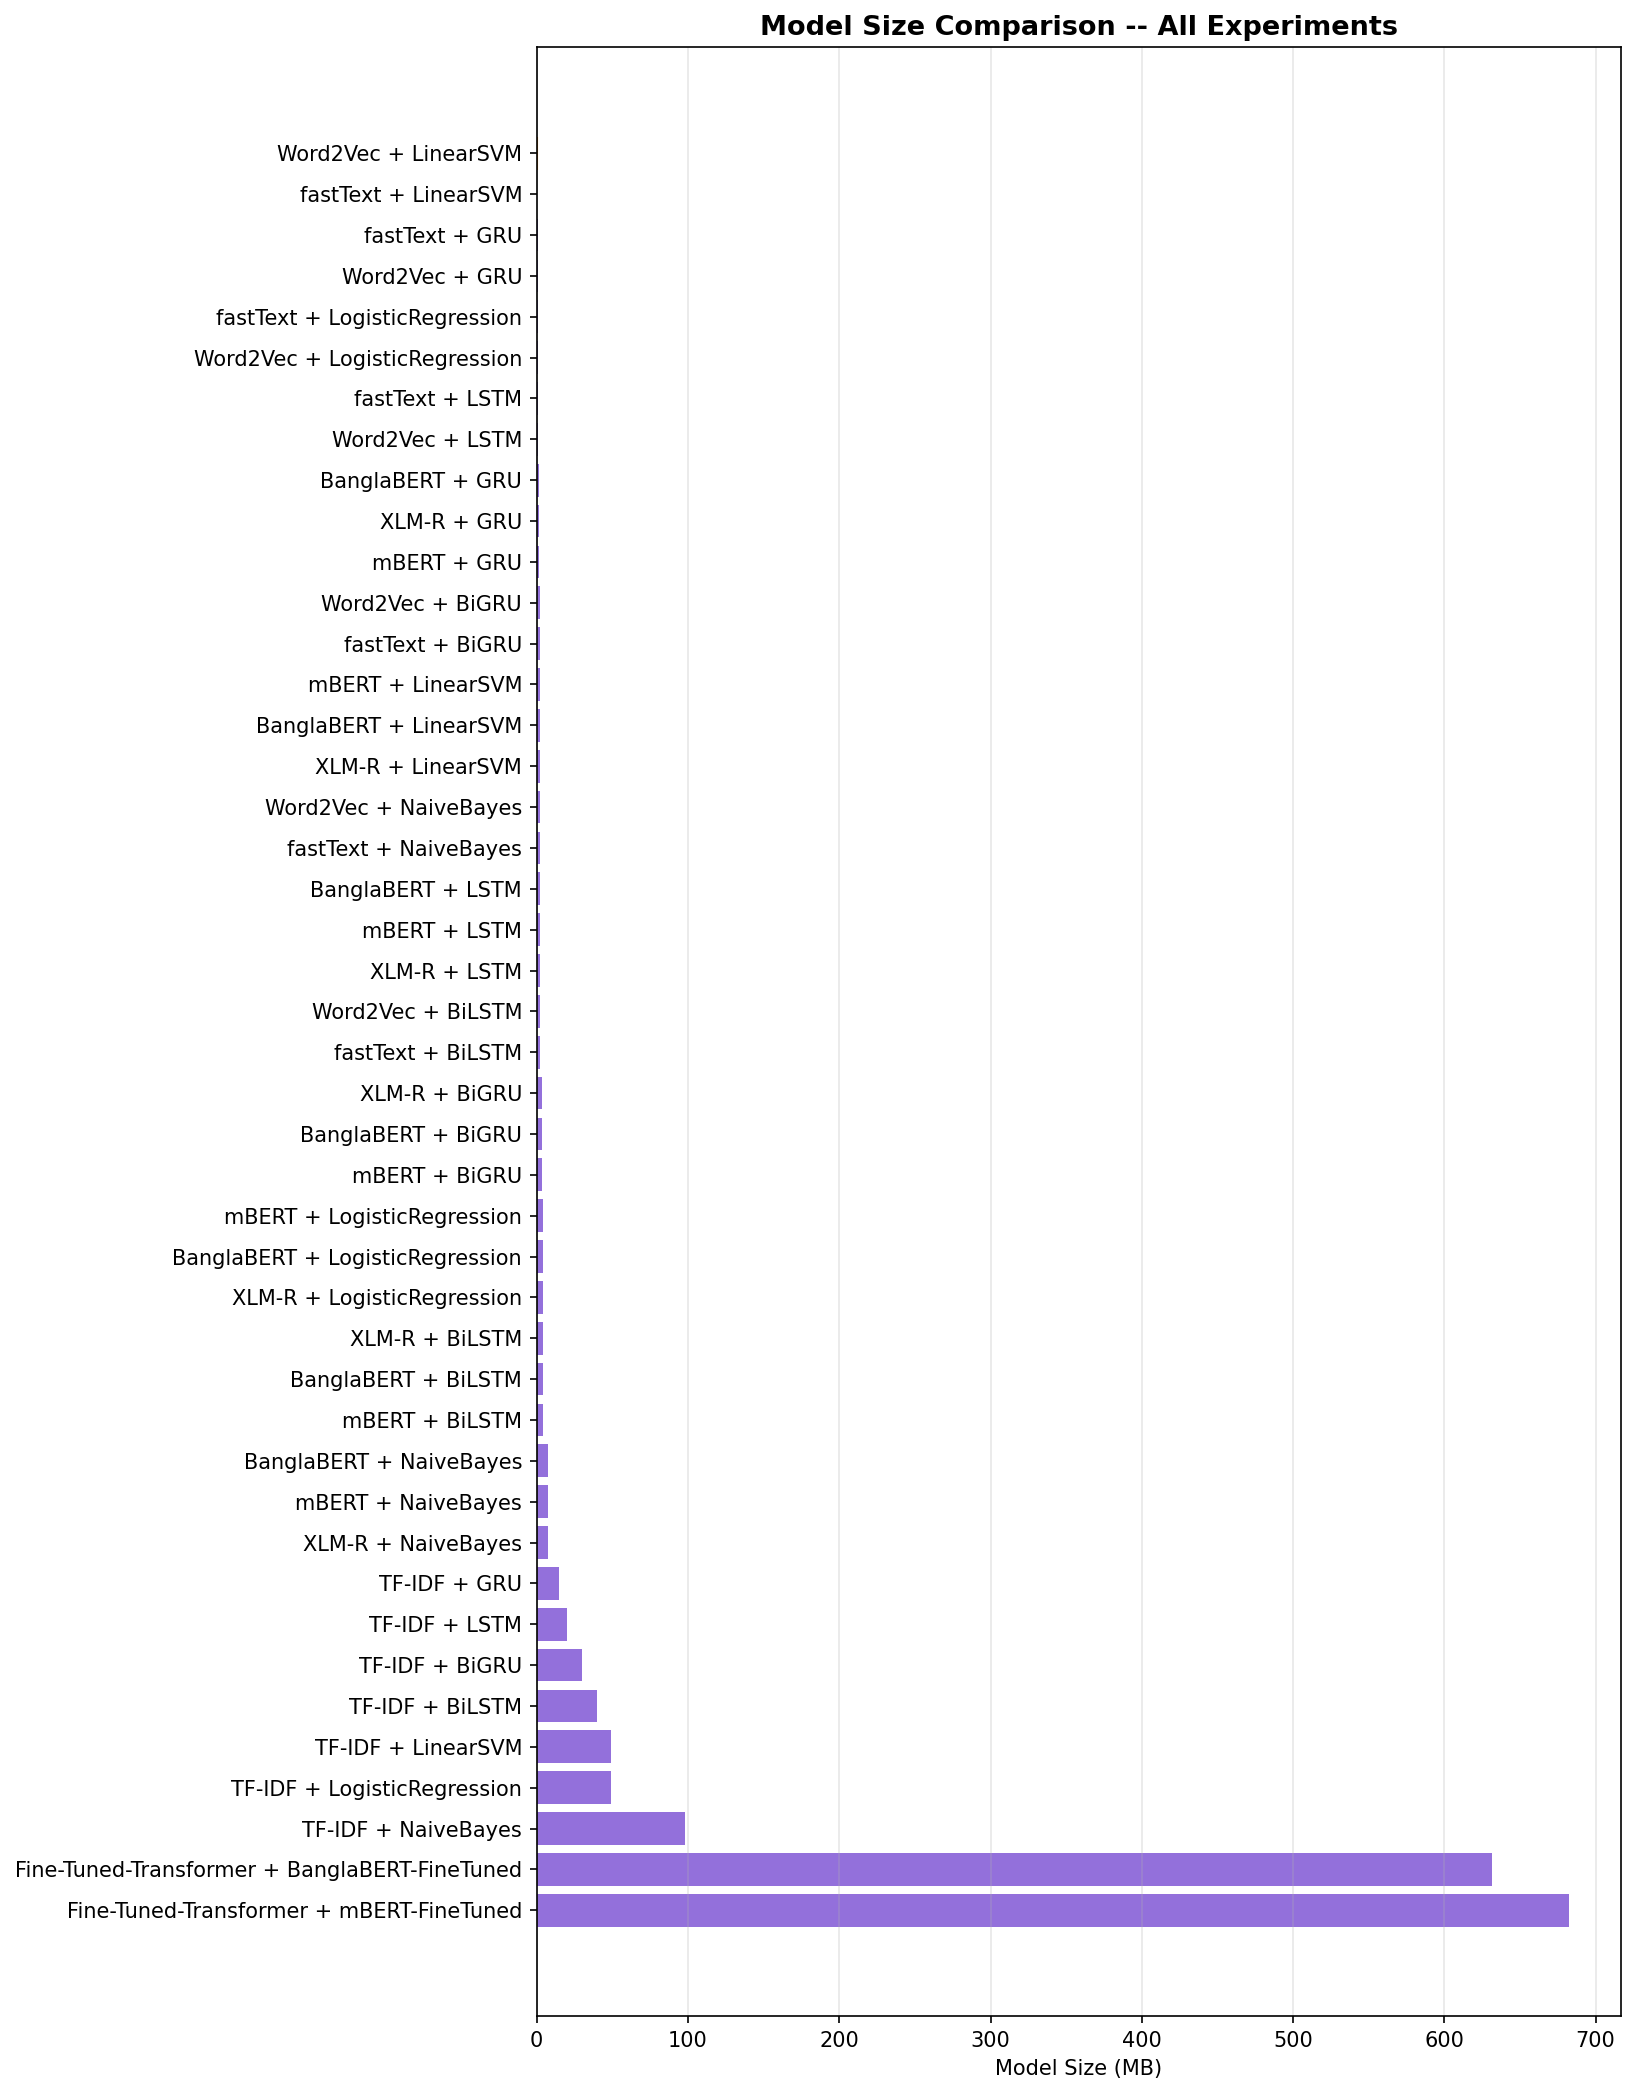 Model Size Comparison -- All Experiments
Word2Vec + LinearSVM
fastText + LinearSVM
fastText + GRU
Word2Vec + GRU
fastText + LogisticRegression
Word2Vec + LogisticRegression
fastText + LSTM
Word2Vec + LSTM
BanglaBERT + GRU
XLM-R + GRU
mBERT + GRU
Word2Vec + BiGRU
fastText + BiGRU
mBERT + LinearSVM
BanglaBERT + LinearSVM
XLM-R + LinearSVM
Word2Vec + NaiveBayes
fastText + NaiveBayes
BanglaBERT + LSTM
mBERT + LSTM
XLM-R + LSTM
Word2Vec + BiLSTM
fastText + BiLSTM
XLM-R + BiGRU
BanglaBERT + BiGRU
mBERT + BiGRU
mBERT + LogisticRegression
BanglaBERT + LogisticRegression
XLM-R + LogisticRegression
XLM-R + BiLSTM
BanglaBERT + BiLSTM
mBERT + BiLSTM
BanglaBERT + NaiveBayes
mBERT + NaiveBayes
XLM-R + NaiveBayes
TF-IDF + GRU
TF-IDF + LSTM
TF-IDF + BiGRU
TF-IDF + BiLSTM
TF-IDF + LinearSVM
TF-IDF + LogisticRegression
TF-IDF + NaiveBayes
Fine-Tuned-Transformer + BanglaBERT-FineTuned
Fine-Tuned-Transformer + mBERT-FineTuned
0 100 200 300 400 500 600 700
Model Size (MB)